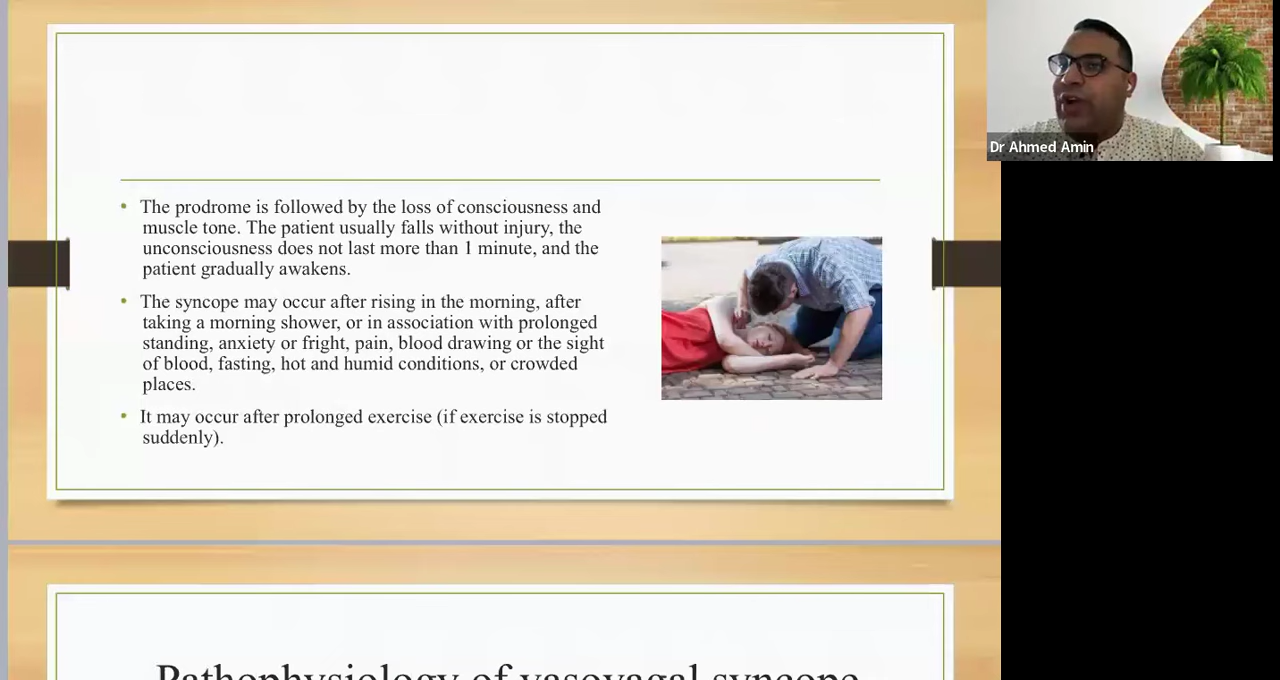 • The prodrome is followed by the loss of consciousness and
muscle tone. The patient usually falls without injury, the
unconsciousness does not last more than 1 minute, and the
patient gradually awakens.
• The syncope may occur after rising in the morning, after
taking a morning shower, or in association with prolonged
standing, anxiety or fright, pain, blood drawing or the sight
of blood, fasting, hot and humid conditions, or crowded
places.
• It may occur after prolonged exercise (if exercise is stopped
suddenly).
Dr Ahmed Amin
Pathophysiology of vasovagal syncope